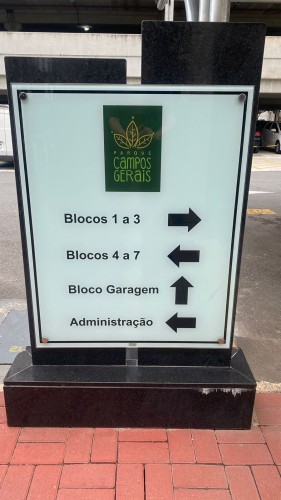 PARQUE
CAMPOS
GERAIS
Blocos 1 a 3
Blocos 4 a 7
Bloco Garagem
Administração